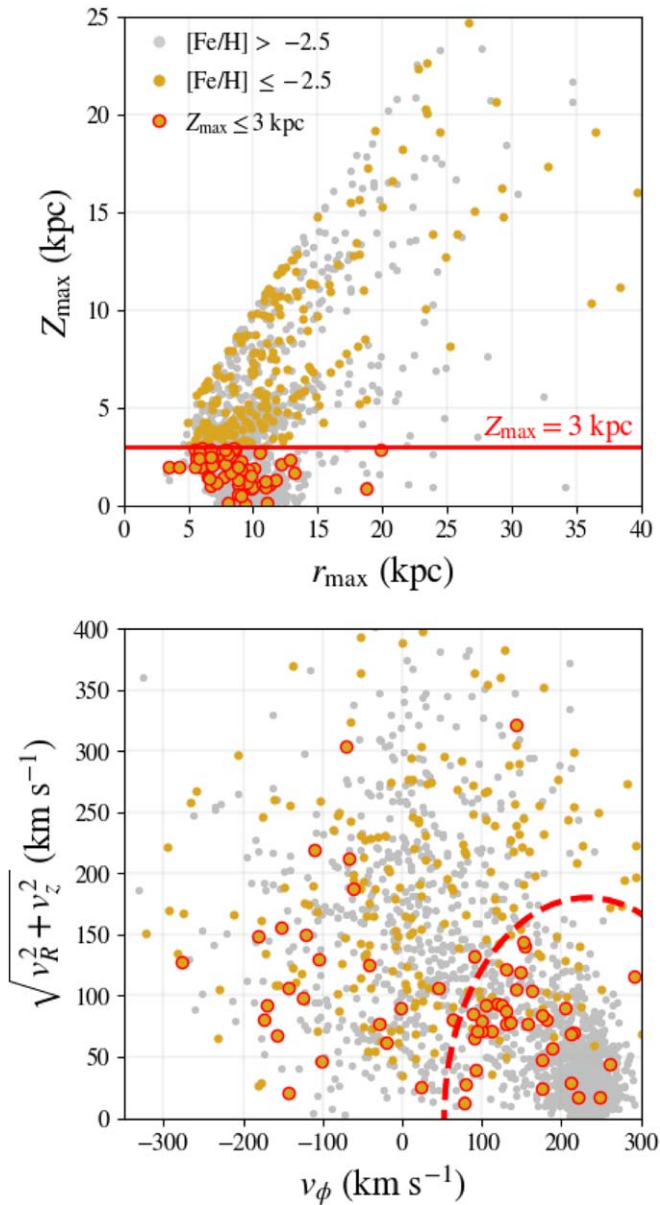 25
20
15
10
5
0
Z_max (kpc)
[Fe/H] > −2.5
[Fe/H] ≤ −2.5
Z_max ≤ 3 kpc
Z_max = 3 kpc
0 5 10 15 20 25 30 35 40
r_max (kpc)
400
350
300
250
200
150
100
50
0
√(v_R^2 + v_z^2) (km s⁻¹)
−300 −200 −100 0 100 200 300
v_ϕ (km s⁻¹)